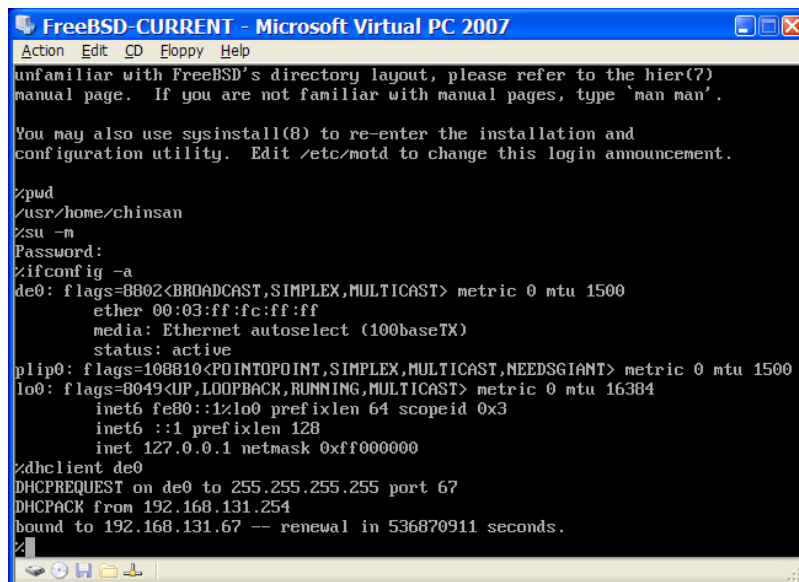 FreeBSD-CURRENT - Microsoft Virtual PC 2007
Action Edit CD Floppy Help
unfamiliar with FreeBSD's directory layout, please refer to the hier(7)
manual page.  If you are not familiar with manual pages, type `man man'.
You may also use sysinstall(8) to re-enter the installation and
configuration utility.  Edit /etc/motd to change this login announcement.
%pwd
/usr/home/chinsan
%su -m
Password:
%ifconfig -a
de0: flags=8802<BROADCAST,SIMPLEX,MULTICAST> metric 0 mtu 1500
ether 00:03:ff:fc:ff:ff
media: Ethernet autoselect (100baseTX)
status: active
plip0: flags=108810<POINTOPOINT,SIMPLEX,MULTICAST,NEEDSGIANT> metric 0 mtu 1500
lo0: flags=8049<UP,LOOPBACK,RUNNING,MULTICAST> metric 0 mtu 16384
inet6 fe80::1%lo0 prefixlen 64 scopeid 0x3
inet6 ::1 prefixlen 128
inet 127.0.0.1 netmask 0xff000000
%dhclient de0
DHCPREQUEST on de0 to 255.255.255.255 port 67
DHCPACK from 192.168.131.254
bound to 192.168.131.67 -- renewal in 536870911 seconds.
%